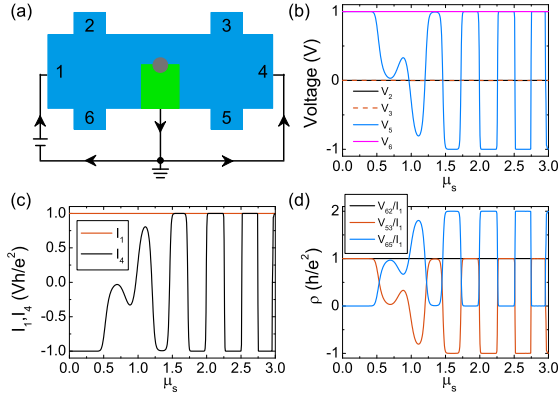 (a)
2
3
1
4
6
5
(b)
Voltage (V)
1
0
-1
V2
V3
V5
V6
0.0 0.5 1.0 1.5 2.0 2.5 3.0
μs
(c)
I1,I4 (Vh/e²)
1.0
0.5
0.0
-0.5
-1.0
I1
I4
0.0 0.5 1.0 1.5 2.0 2.5 3.0
μs
(d)
V62/I1
V53/I1
V65/I1
ρ (h/e²)
2
1
0
-1
0.0 0.5 1.0 1.5 2.0 2.5 3.0
μs